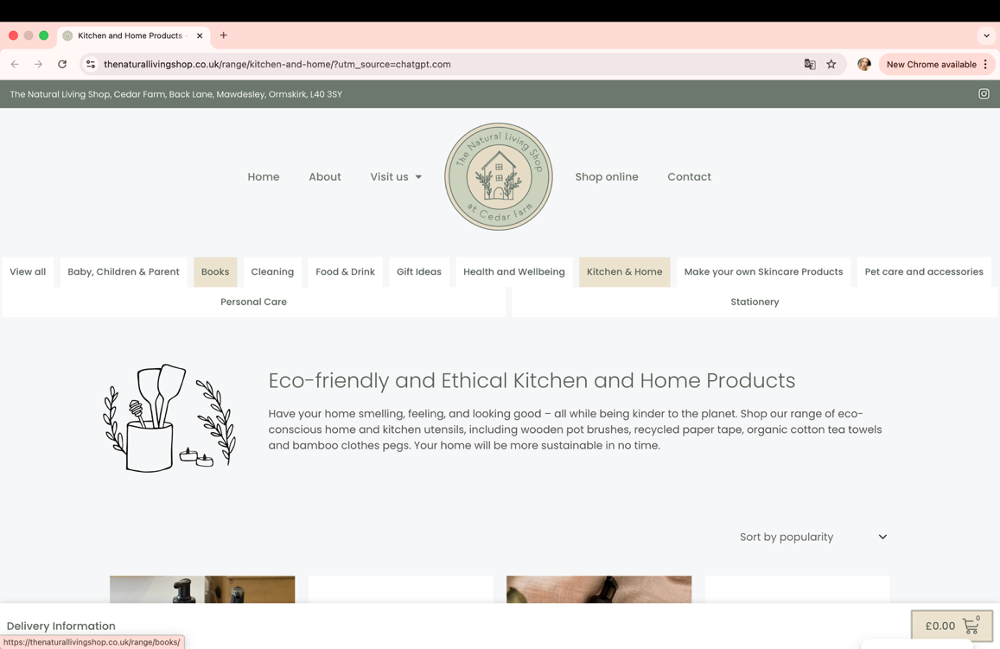 Kitchen and Home Products -
thenaturallivingshop.co.uk/range/kitchen-and-home/?utm_source=chatgpt.com
New Chrome available
The Natural Living Shop, Cedar Farm, Back Lane, Mawdesley, Ormskirk, L40 3SY
Home
About
Visit us
The Natural Living Shop
at Cedar Farm
Shop online
Contact
View all
Baby, Children & Parent
Books
Cleaning
Food & Drink
Gift Ideas
Health and Wellbeing
Kitchen & Home
Make your own Skincare Products
Pet care and accessories
Personal Care
Stationery
Eco-friendly and Ethical Kitchen and Home Products
Have your home smelling, feeling, and looking good – all while being kinder to the planet. Shop our range of eco-
conscious home and kitchen utensils, including wooden pot brushes, recycled paper tape, organic cotton tea towels
and bamboo clothes pegs. Your home will be more sustainable in no time.
Sort by popularity
Delivery Information
£0.00
0
https://thenaturallivingshop.co.uk/range/books/